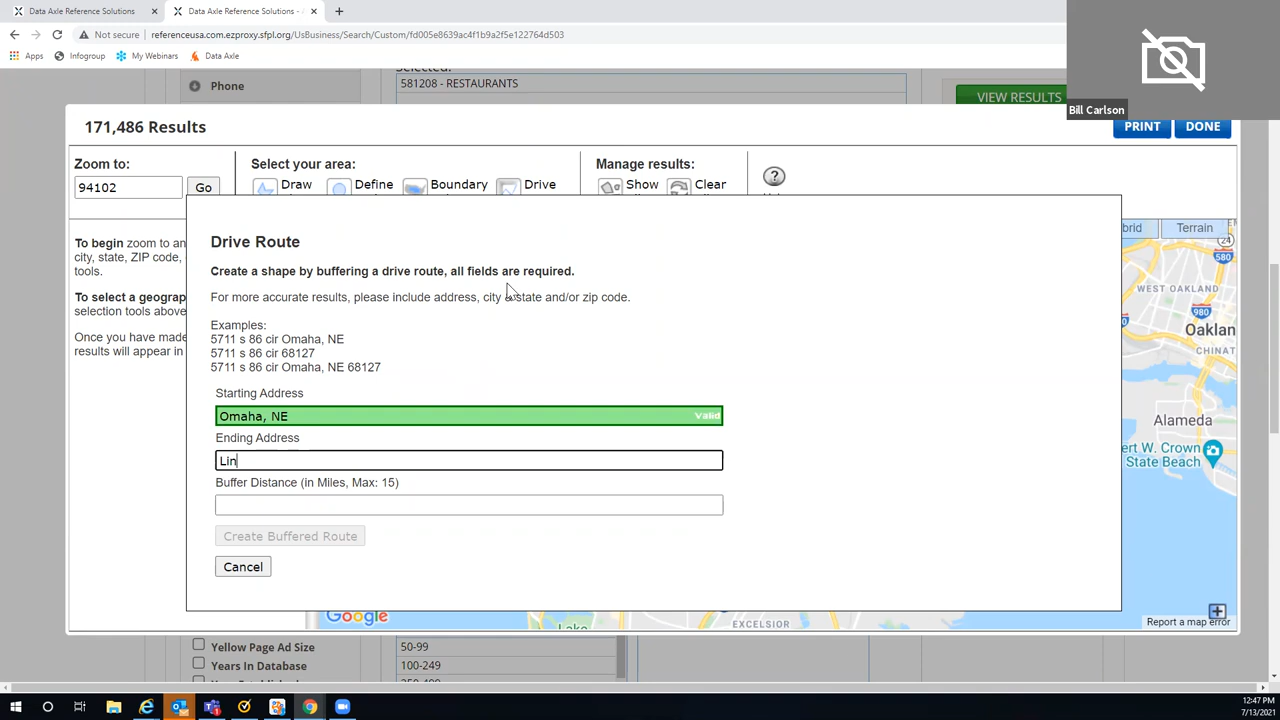 Data Axle Reference Solutions
Data Axle Reference Solutions -
Not secure
referenceusa.com.ezproxy.sfpl.org/UsBusiness/Search/Custom/fd005e8639ac4f1b9a2f5e122764d503
Apps
Infogroup
My Webinars
Data Axle
Bill Carlson
Phone
581208 - RESTAURANTS
VIEW RESULTS
171,486 Results
PRINT
DONE
Zoom to:
94102
Go
Select your area:
Draw
Define
Boundary
Drive
Manage results:
Show
Clear
?
To begin zoom to an
city, state, ZIP code,
tools.
To select a geograp
selection tools above
Once you have made
results will appear in
Drive Route
Create a shape by buffering a drive route, all fields are required.
For more accurate results, please include address, city & state and/or zip code.
Examples:
5711 s 86 cir Omaha, NE
5711 s 86 cir 68127
5711 s 86 cir Omaha, NE 68127
Starting Address
Omaha, NE
Valid
Ending Address
Lin
Buffer Distance (in Miles, Max: 15)
Create Buffered Route
Cancel
brid
Terrain
24
580
WEST OAKLAND
980
Oaklan
CHINAT
Alameda
ert W. Crown
State Beach
Google
Lake
EXCELSIOR
Report a map error
Yellow Page Ad Size
Years In Database
50-99
100-249
12:47 PM
7/13/2021